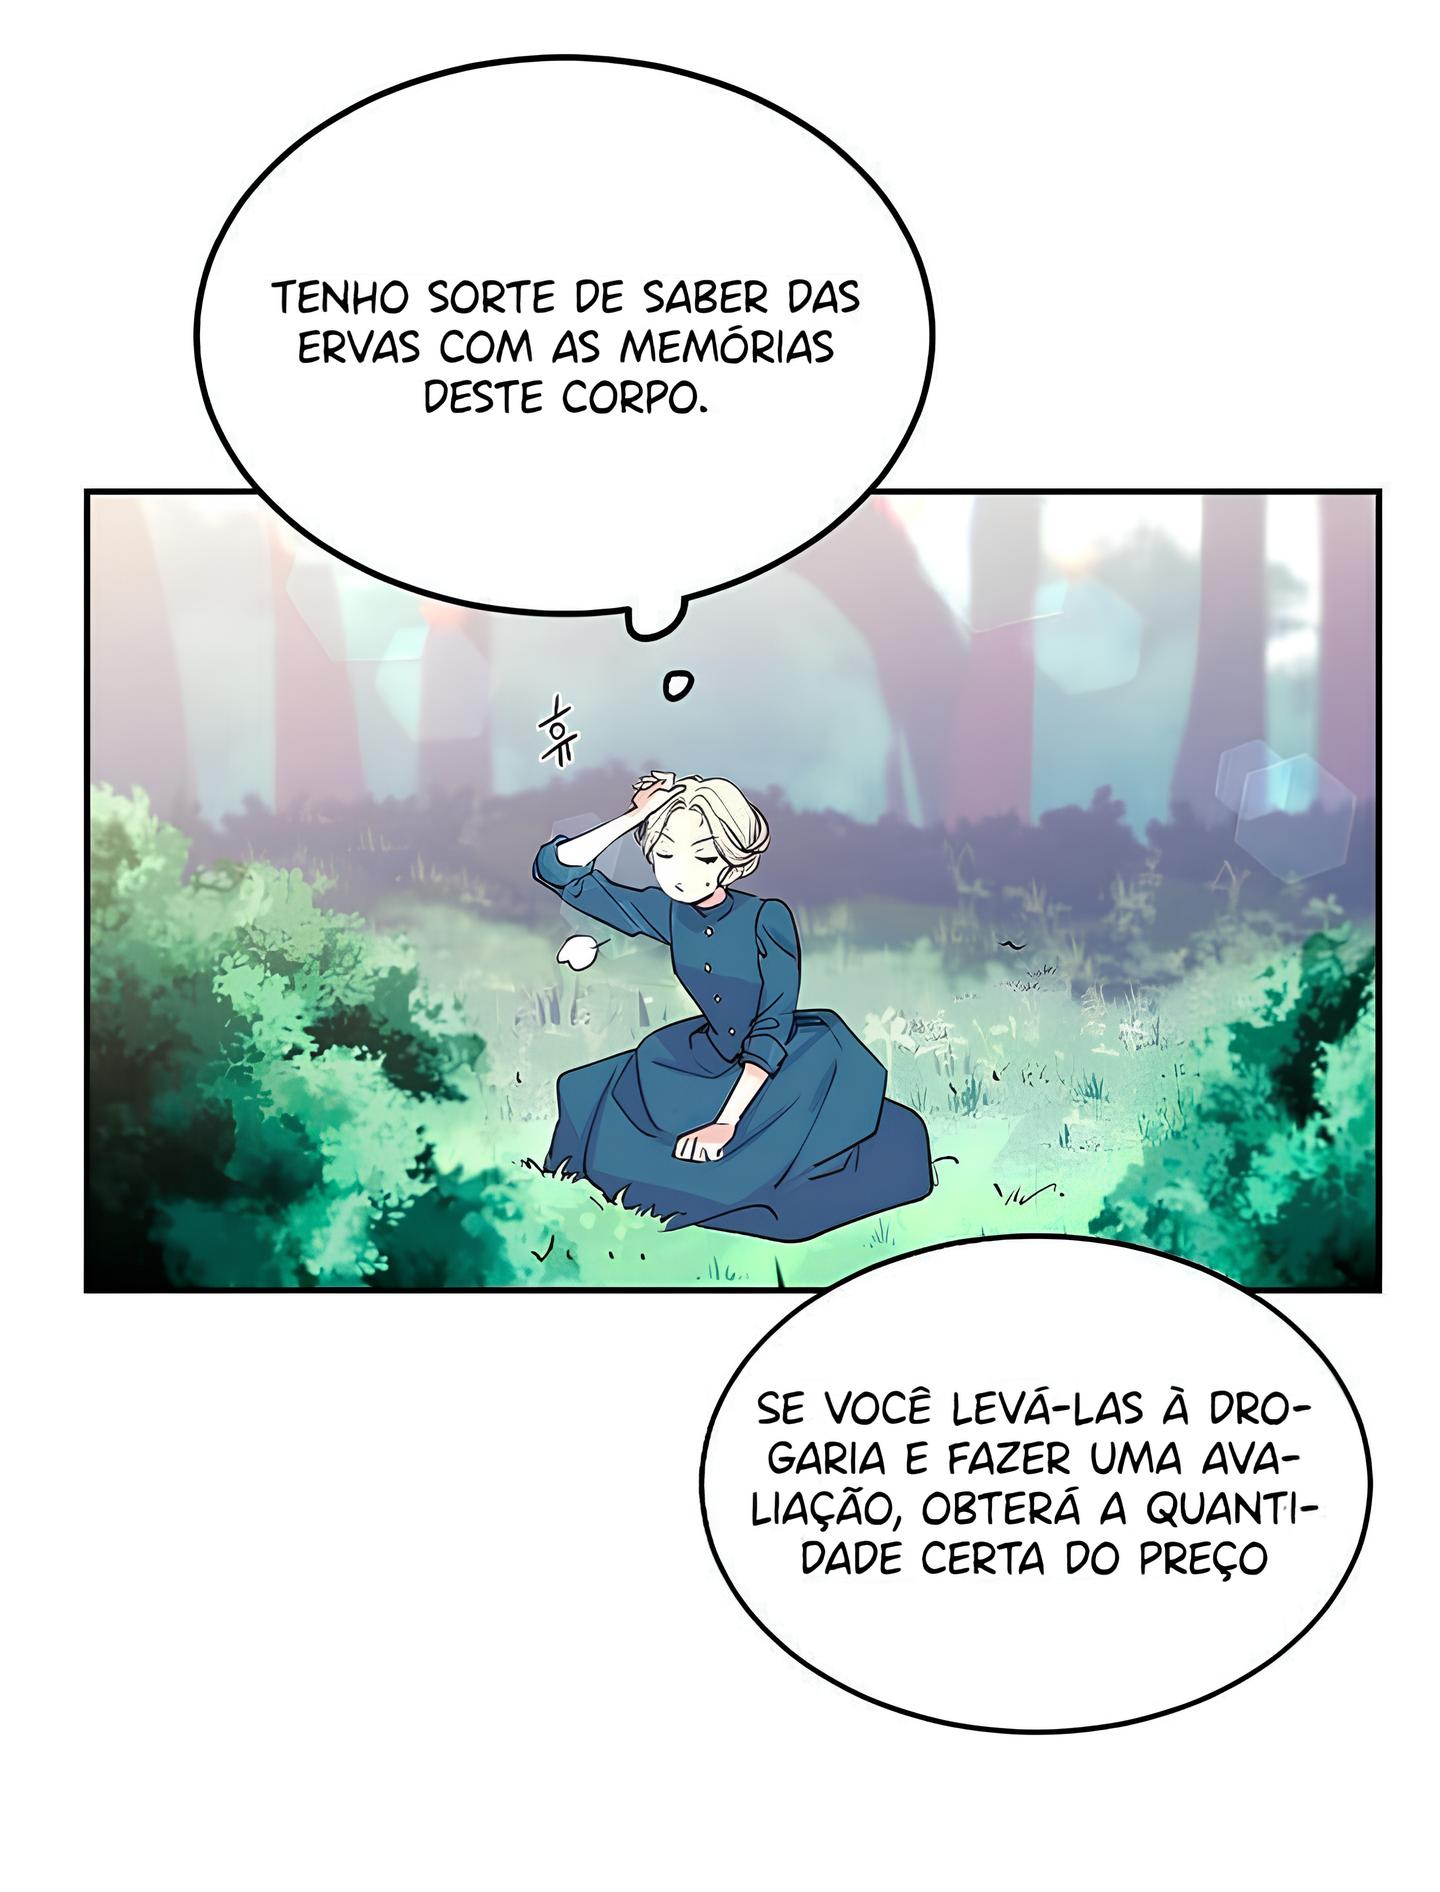 TENHO SORTE DE SABER DAS
ERVAS COM AS MEMÓRIAS
DESTE CORPO.
휴
SE VOCÊ LEVÁ-LAS À DRO-
GARIA E FAZER UMA AVA-
LIAÇÃO, OBTERÁ A QUANTI-
DADE CERTA DO PREÇO